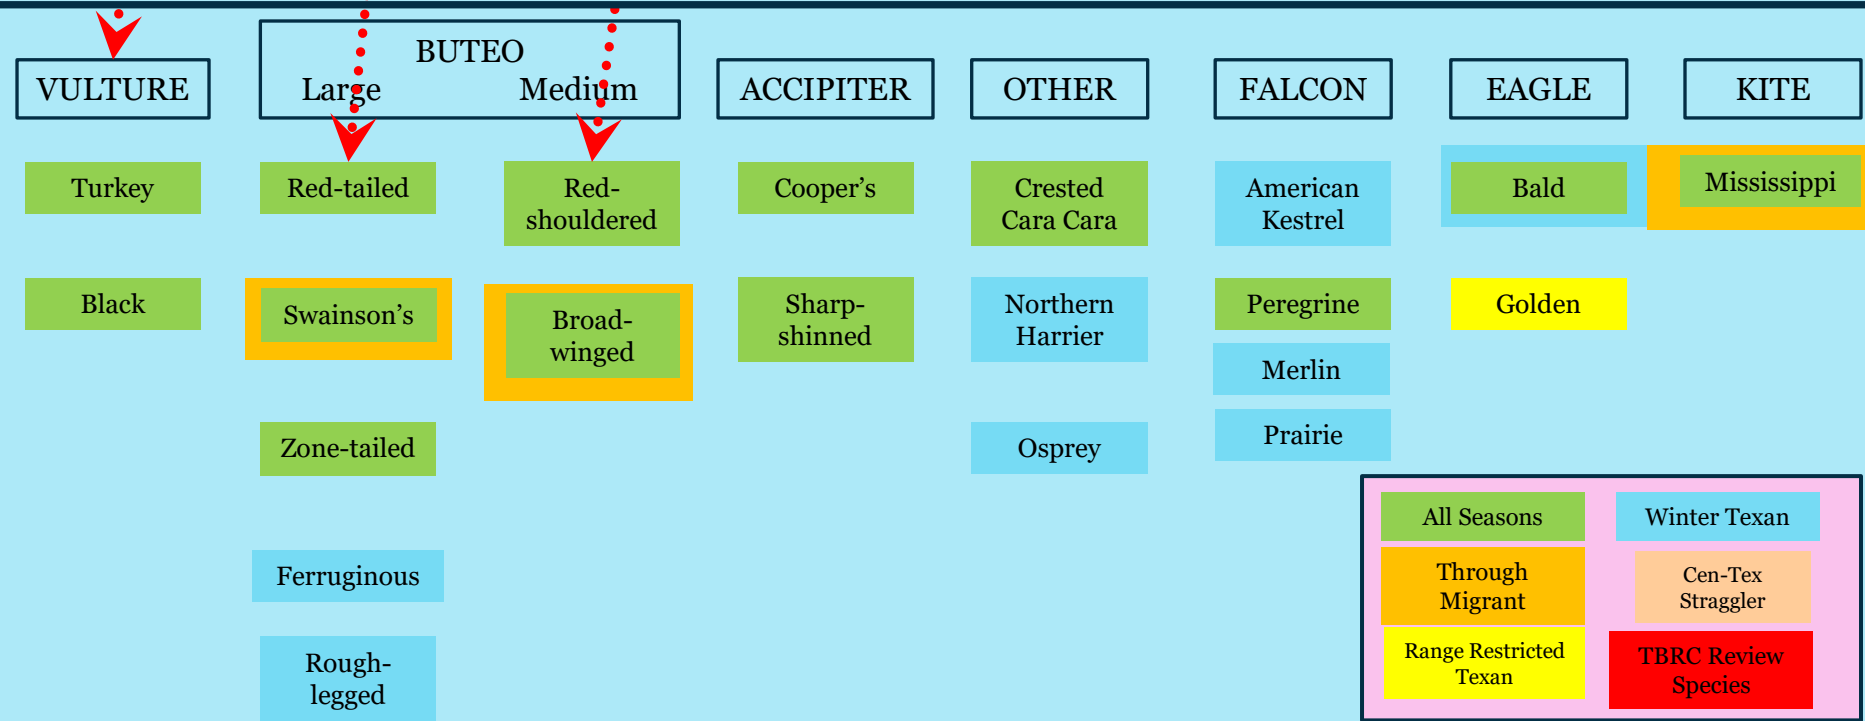 BUTEO
VULTURE
Large
Medium
ACCIPITER
OTHER
FALCON
EAGLE
KITE
Turkey
Red-tailed
Red-
shouldered
Cooper's
Crested
Cara Cara
American
Kestrel
Bald
Mississippi
Black
Swainson's
Broad-
winged
Sharp-
shinned
Northern
Harrier
Peregrine
Golden
Merlin
Zone-tailed
Osprey
Prairie
Ferruginous
Rough-
legged
All Seasons
Winter Texan
Through
Migrant
Cen-Tex
Straggler
Range Restricted
Texan
TBRC Review
Species